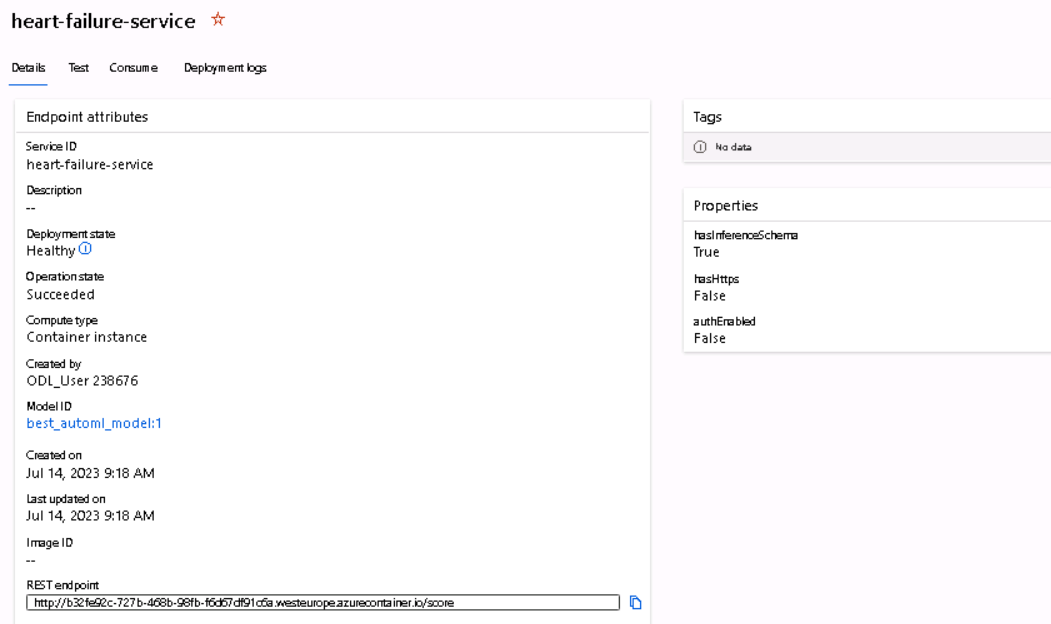 heart-failure-service
Details Test Consume Deployment logs
Endpoint attributes
Service ID
heart-failure-service
Description
--
Deployment state
Healthy
Operation state
Succeeded
Compute type
Container instance
Created by
ODL_User 238676
Model ID
best_automl_model:1
Created on
Jul 14, 2023 9:18 AM
Last updated on
Jul 14, 2023 9:18 AM
Image ID
--
REST endpoint
http://b32fe92c-727b-468b-98fb-f6d67df91c6a.westeurope.azurecontainer.io/score
Tags
No data
Properties
hasInferenceSchema
True
hasHttps
False
authEnabled
False